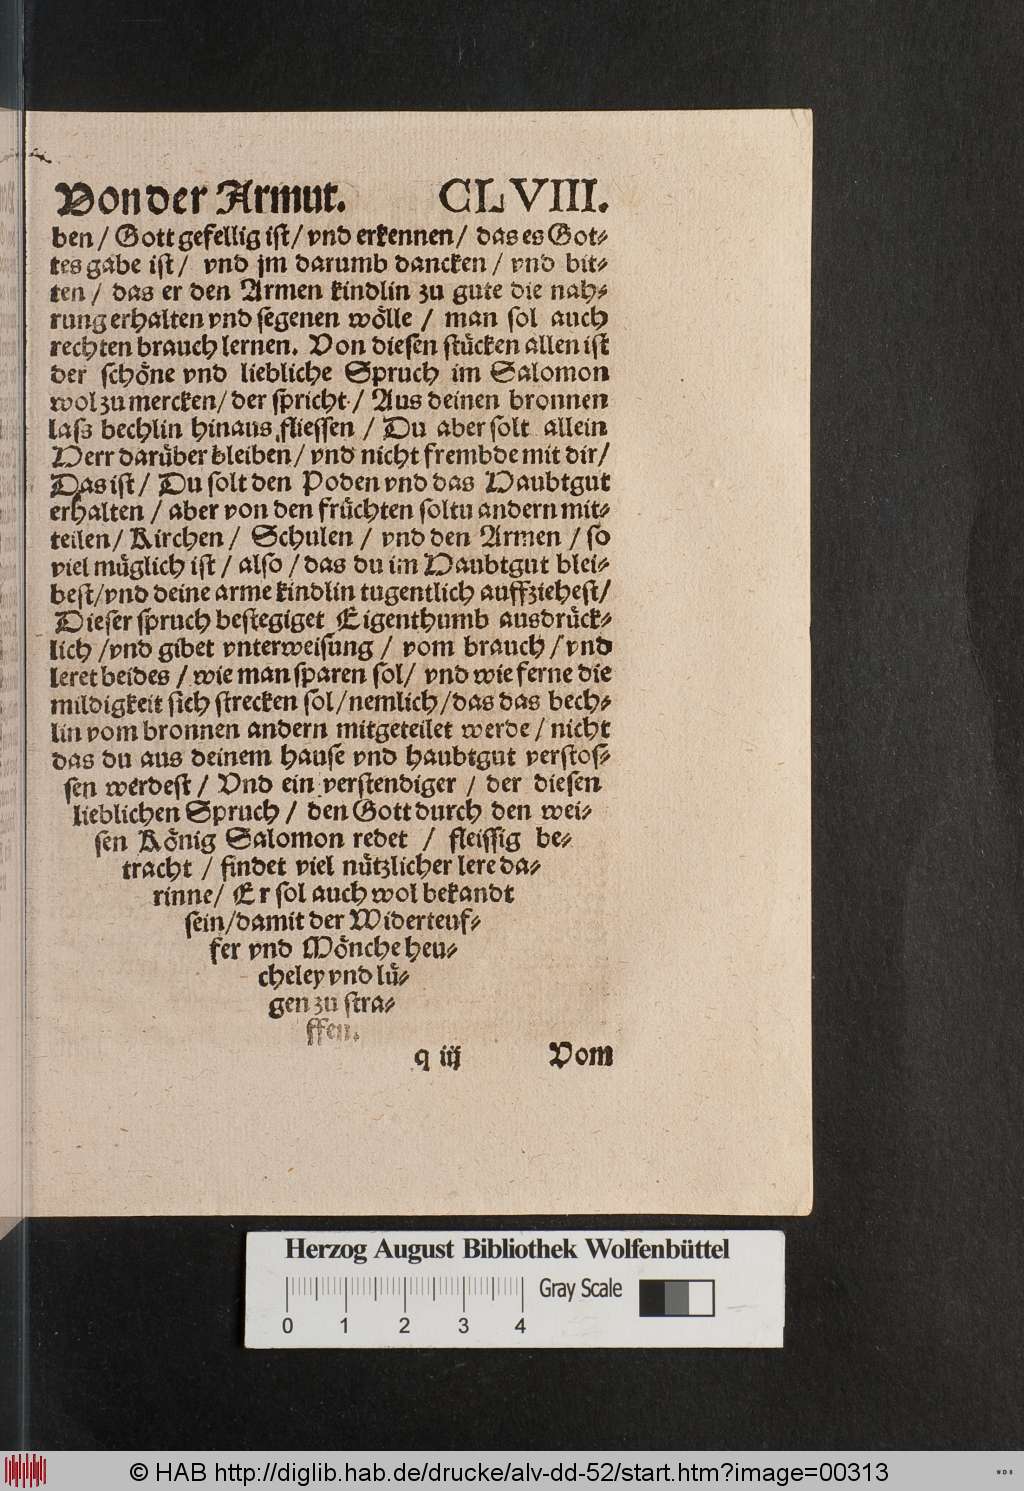 Von der Armut. CLVIII.
ben / Gott gefellig ist / vnd erkennen / das es Got⸗
tes gabe ist / vnd jm darumb dancken / vnd bit⸗
ten / das er den Armen kindlin zu gute die nah⸗
rung erhalten vnd segenen wölle / man sol auch
rechten brauch lernen. Von diesen stücken allen ist
der schöne vnd liebliche Spruch im Salomon
wol zu mercken / der spricht / Aus deinen bronnen
lass bechlin hinaus fliessen / Du aber solt allein
Herr darüber bleiben / vnd nicht frembde mit dir /
Das ist / Du solt den Poden vnd das Haubtgut
erhalten / aber von den früchten soltu andern mit⸗
teilen / Kirchen / Schulen / vnd den Armen / so
viel müglich ist / also / das du im Haubtgut blei⸗
best / vnd deine arme kindlin tugentlich auffziehest /
Dieser spruch bestegiget Eigenthumb ausdrück⸗
lich / vnd gibet vnterweisung / vom brauch / vnd
leret beides / wie man sparen sol / vnd wie ferne die
mildigkeit sich strecken sol / nemlich / das das bech⸗
lin vom bronnen andern mitgeteilet werde / nicht
das du aus deinem hause vnd haubtgut verstos⸗
sen werdest / Vnd ein verstendiger / der diesen
lieblichen Spruch / den Gott durch den wei⸗
sen König Salomon redet / fleissig be⸗
tracht / findet viel nützlicher lere da⸗
rinne / Er sol auch wol bekandt
sein / damit der Widerteuf⸗
fer vnd Mönche heu⸗
cheley vnd lü⸗
gen zu stra⸗
ffen.
q iij Vom
Herzog August Bibliothek Wolfenbüttel
Gray Scale
0 1 2 3 4
© HAB http://diglib.hab.de/drucke/alv-dd-52/start.htm?image=00313